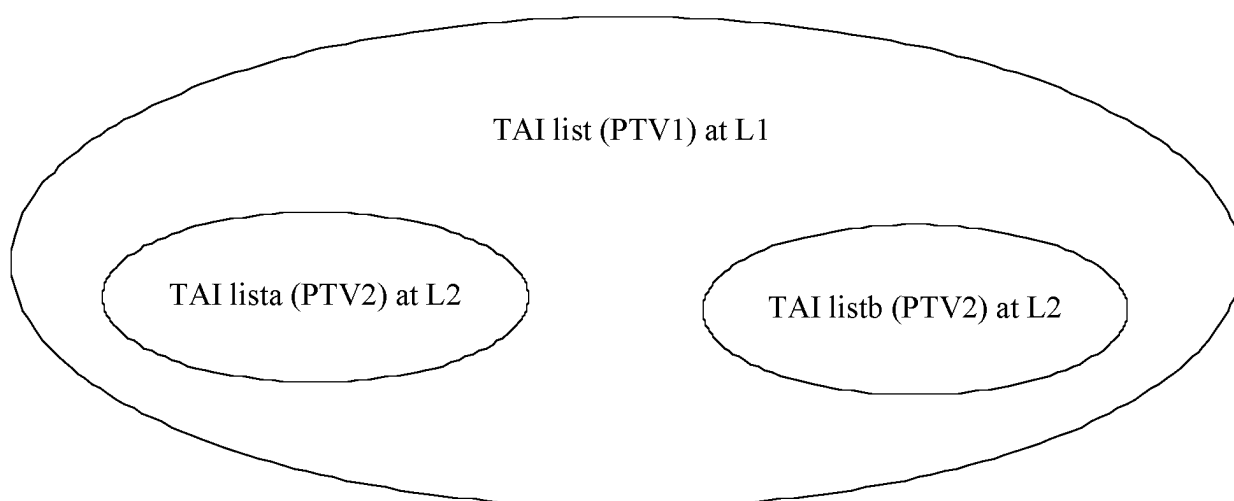 TAI list (PTV1) at L1
TAI lista (PTV2) at L2
TAI listb (PTV2) at L2